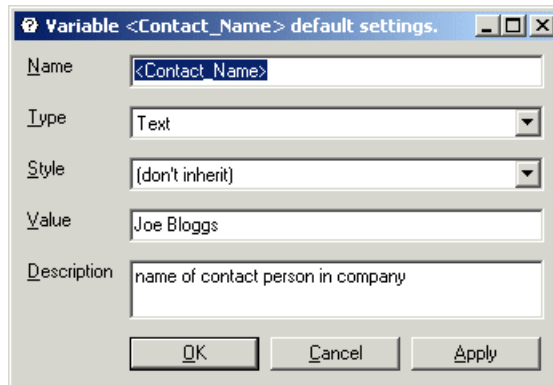 Variable <Contact_Name> default settings.
Name <Contact_Name>
Type Text
Style (don't inherit)
Value Joe Bloggs
Description name of contact person in company
OK Cancel Apply